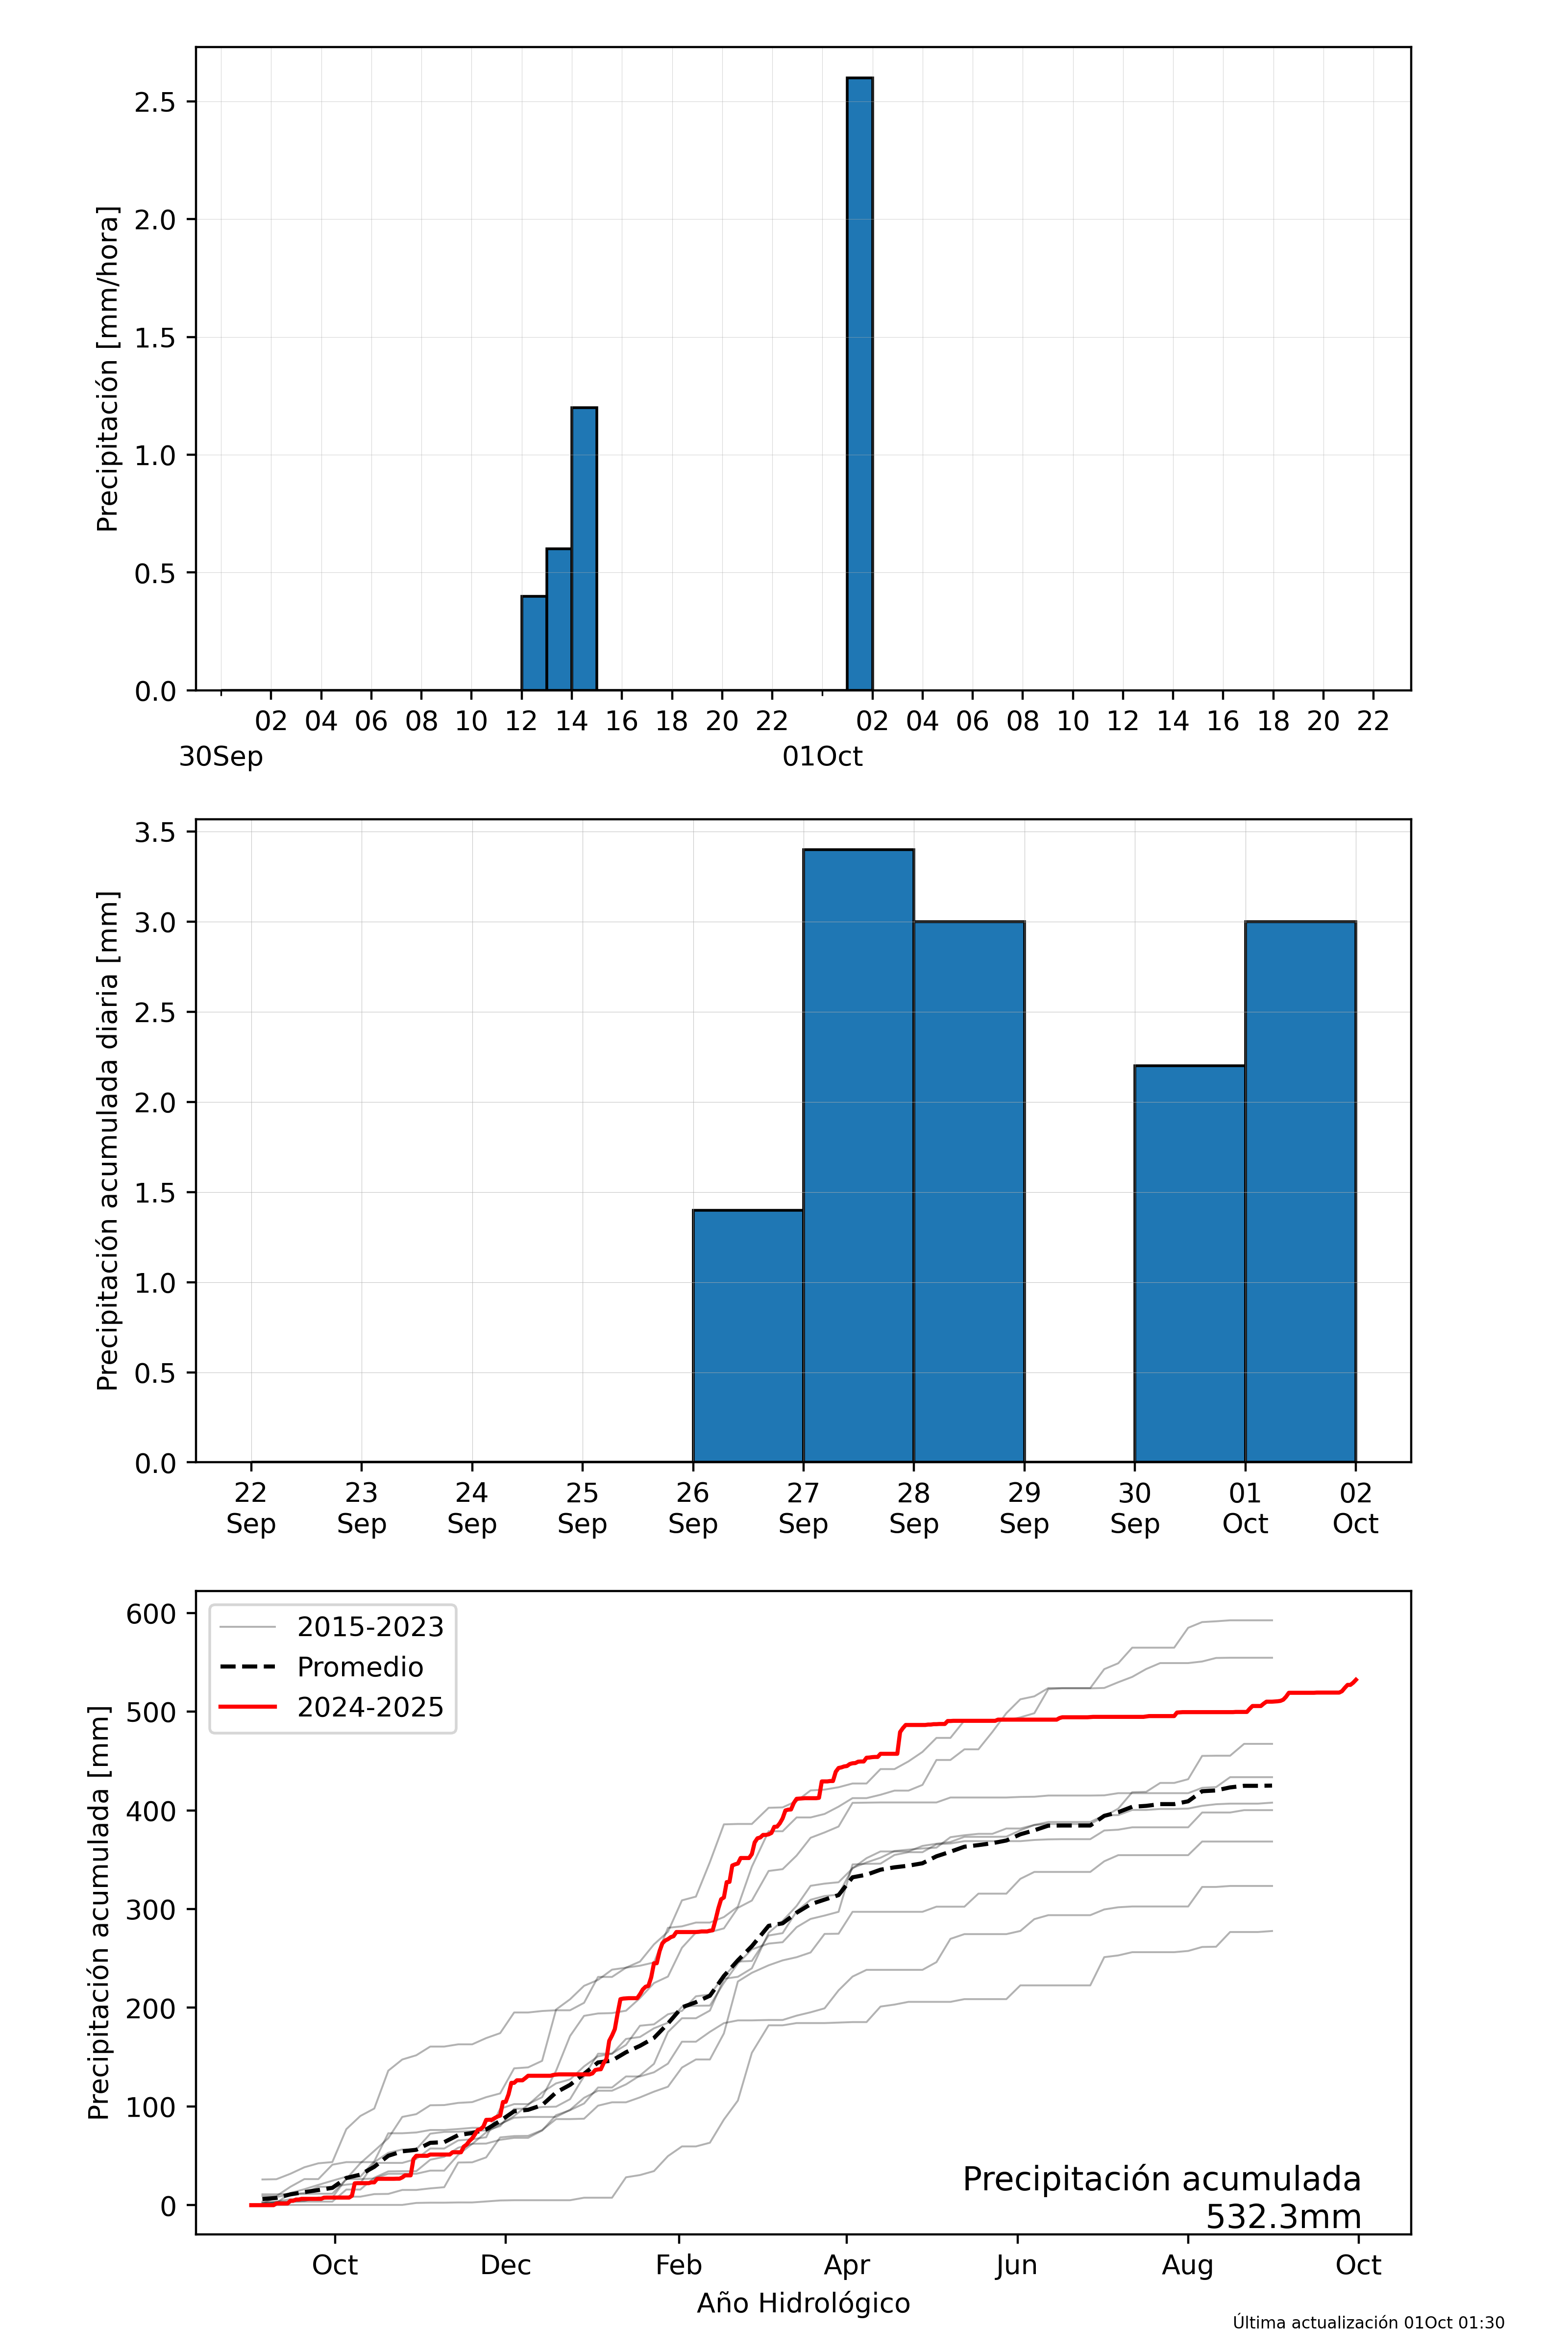 2.5
2.0
1.5
1.0
0.5
0.0
Precipitación [mm/hora]
02 04 06 08 10 12 14 16 18 20 22 02 04 06 08 10 12 14 16 18 20 22
30Sep 01Oct
3.5
3.0
2.5
2.0
1.5
1.0
0.5
0.0
Precipitación acumulada diaria [mm]
22 23 24 25 26 27 28 29 30 01 02
Sep Sep Sep Sep Sep Sep Sep Sep Sep Oct Oct
600
500
400
300
200
100
0
Precipitación acumulada [mm]
2015-2023
Promedio
2024-2025
Precipitación acumulada
532.3mm
Oct Dec Feb Apr Jun Aug Oct
Año Hidrológico
Última actualización 01Oct 01:30